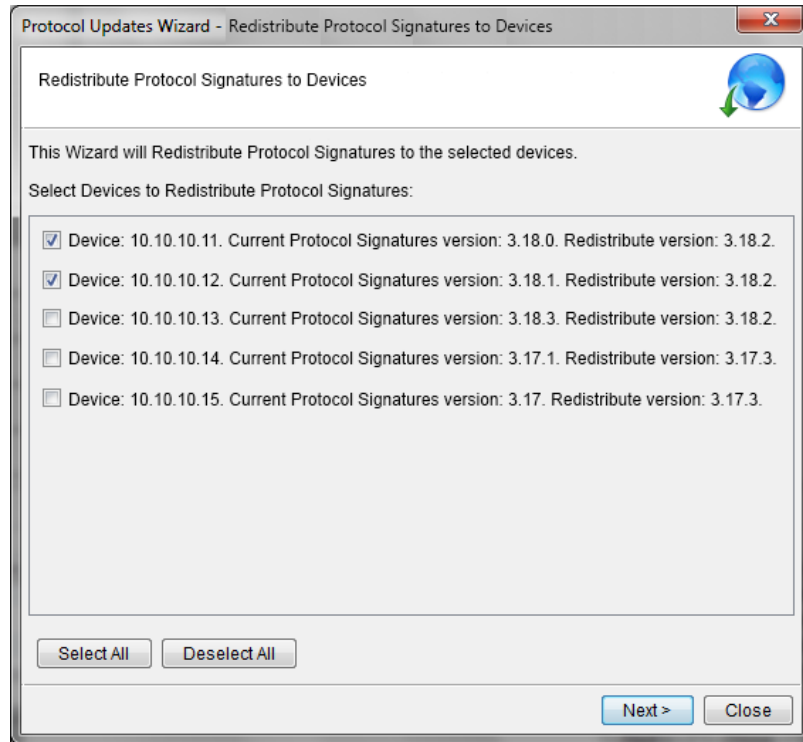 Protocol Updates Wizard - Redistribute Protocol Signatures to Devices
Redistribute Protocol Signatures to Devices
This Wizard will Redistribute Protocol Signatures to the selected devices.
Select Devices to Redistribute Protocol Signatures:
Device: 10.10.10.11. Current Protocol Signatures version: 3.18.0. Redistribute version: 3.18.2.
Device: 10.10.10.12. Current Protocol Signatures version: 3.18.1. Redistribute version: 3.18.2.
Device: 10.10.10.13. Current Protocol Signatures version: 3.18.3. Redistribute version: 3.18.2.
Device: 10.10.10.14. Current Protocol Signatures version: 3.17.1. Redistribute version: 3.17.3.
Device: 10.10.10.15. Current Protocol Signatures version: 3.17. Redistribute version: 3.17.3.
Select All Deselect All
Next > Close